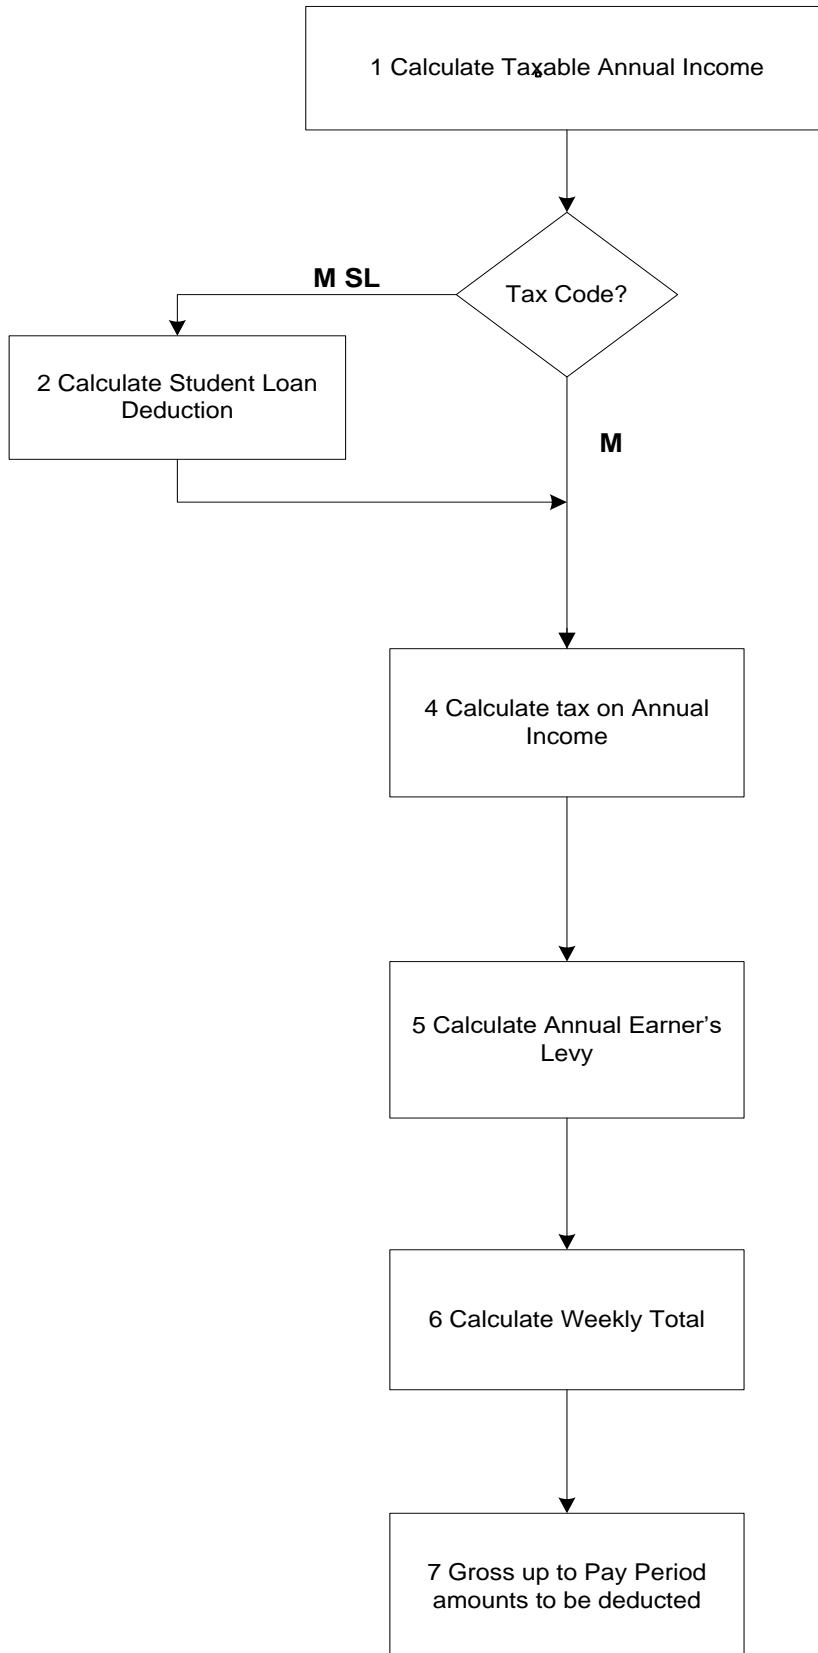 1 Calculate Taxable Annual Income
Tax Code?
M SL
2 Calculate Student Loan
Deduction
M
4 Calculate tax on Annual
Income
5 Calculate Annual Earner’s
Levy
6 Calculate Weekly Total
7 Gross up to Pay Period
amounts to be deducted